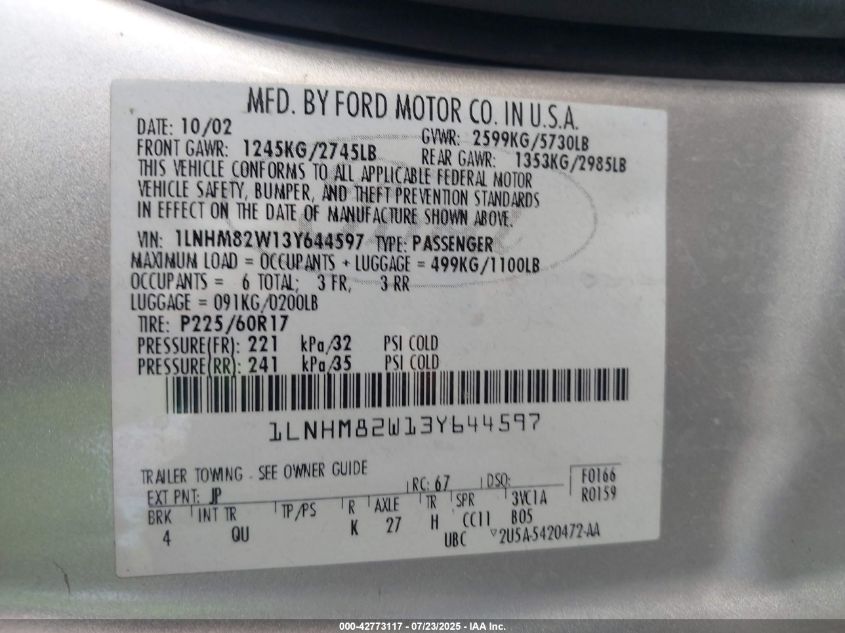 MFD. BY FORD MOTOR CO. IN U.S.A.
DATE: 10/02 GVWR: 2599KG/5730LB
FRONT GAWR: 1245KG/2745LB REAR GAWR: 1353KG/2985LB
THIS VEHICLE CONFORMS TO ALL APPLICABLE FEDERAL MOTOR
VEHICLE SAFETY, BUMPER, AND THEFT PREVENTION STANDARDS
IN EFFECT ON THE DATE OF MANUFACTURE SHOWN ABOVE.
VIN: 1LNHM82W13Y644597 TYPE: PASSENGER
MAXIMUM LOAD = OCCUPANTS + LUGGAGE = 499KG/1100LB
OCCUPANTS = 6 TOTAL; 3 FR, 3 RR
LUGGAGE = 091KG/0200LB
TIRE: P225/60R17
PRESSURE(FR): 221 kPa/32 PSI COLD
PRESSURE(RR): 241 kPa/35 PSI COLD
1LNHM82W13Y644597
TRAILER TOWING - SEE OWNER GUIDE
EXT PNT: JP RC: 67 DSO: F0166
R0159
BRK INT TR TP/PS R AXLE TR SPR 3VC1A
4 QU K 27 H CC11 B05
UBC ▽2U5A-5420472-AA
000-42773117 - 07/23/2025 - IAA Inc.